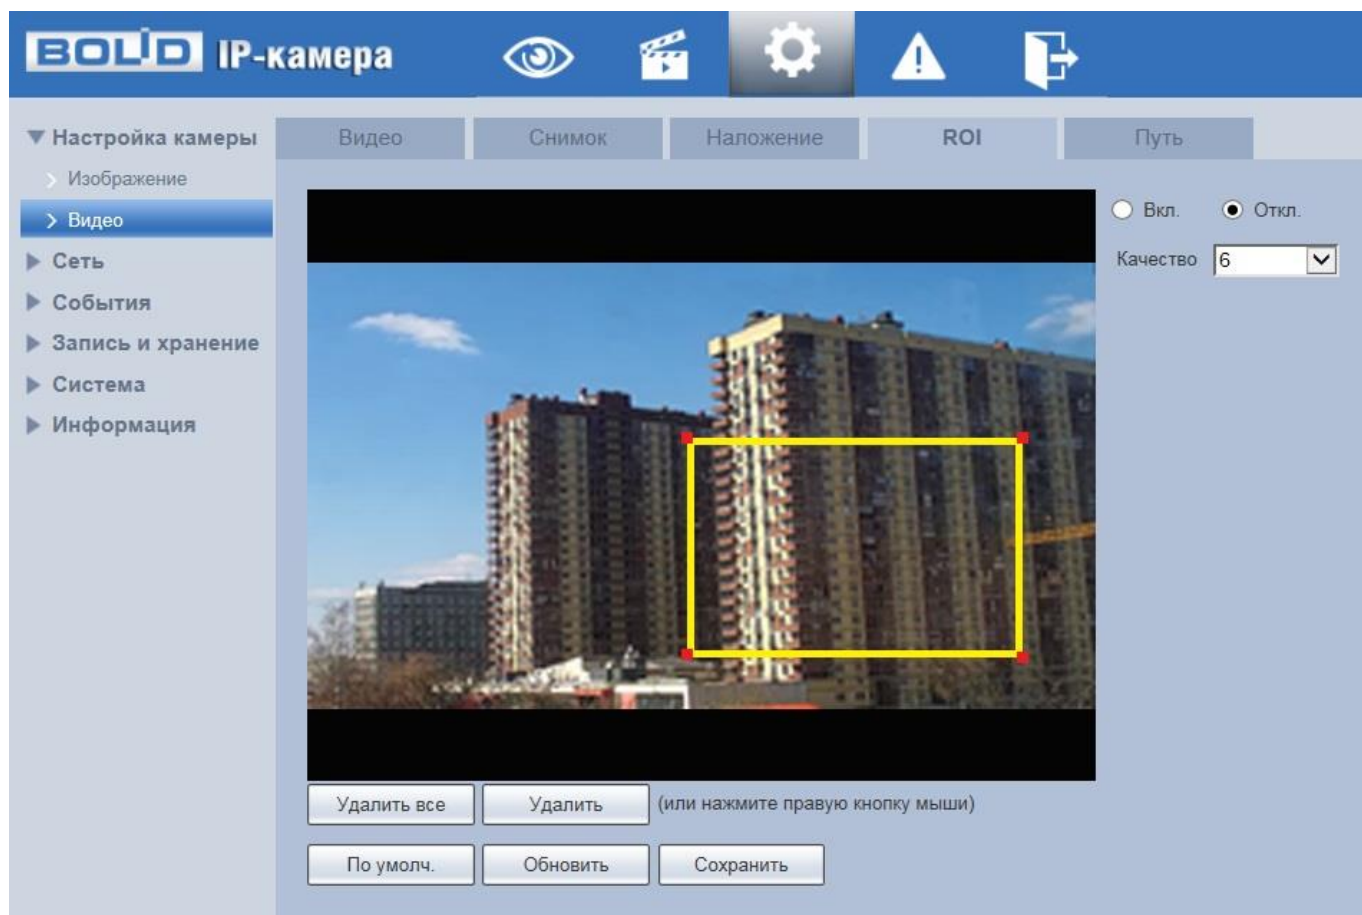 BOLID IP-камера
Настройка камеры
Видео Снимок Наложение ROI Путь
Изображение
Видео
Сеть
События
Запись и хранение
Система
Информация
Вкл. Откл.
Качество 6
Удалить все Удалить (или нажмите правую кнопку мыши)
По умолч. Обновить Сохранить